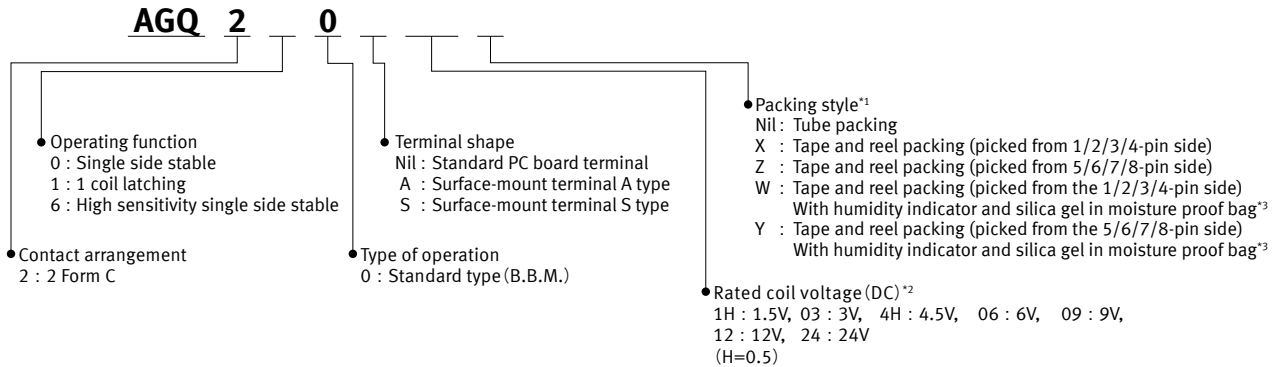 AGQ 2 0
Packing style*1
Nil : Tube packing
X : Tape and reel packing (picked from 1/2/3/4-pin side)
Z : Tape and reel packing (picked from 5/6/7/8-pin side)
W : Tape and reel packing (picked from the 1/2/3/4-pin side)
With humidity indicator and silica gel in moisture proof bag*3
Y : Tape and reel packing (picked from the 5/6/7/8-pin side)
With humidity indicator and silica gel in moisture proof bag*3
Operating function
0 : Single side stable
1 : 1 coil latching
6 : High sensitivity single side stable
Terminal shape
Nil : Standard PC board terminal
A : Surface-mount terminal A type
S : Surface-mount terminal S type
Contact arrangement
2 : 2 Form C
Type of operation
0 : Standard type (B.B.M.)
Rated coil voltage (DC)*2
1H : 1.5V, 03 : 3V, 4H : 4.5V, 06 : 6V, 09 : 9V,
12 : 12V, 24 : 24V
(H=0.5)